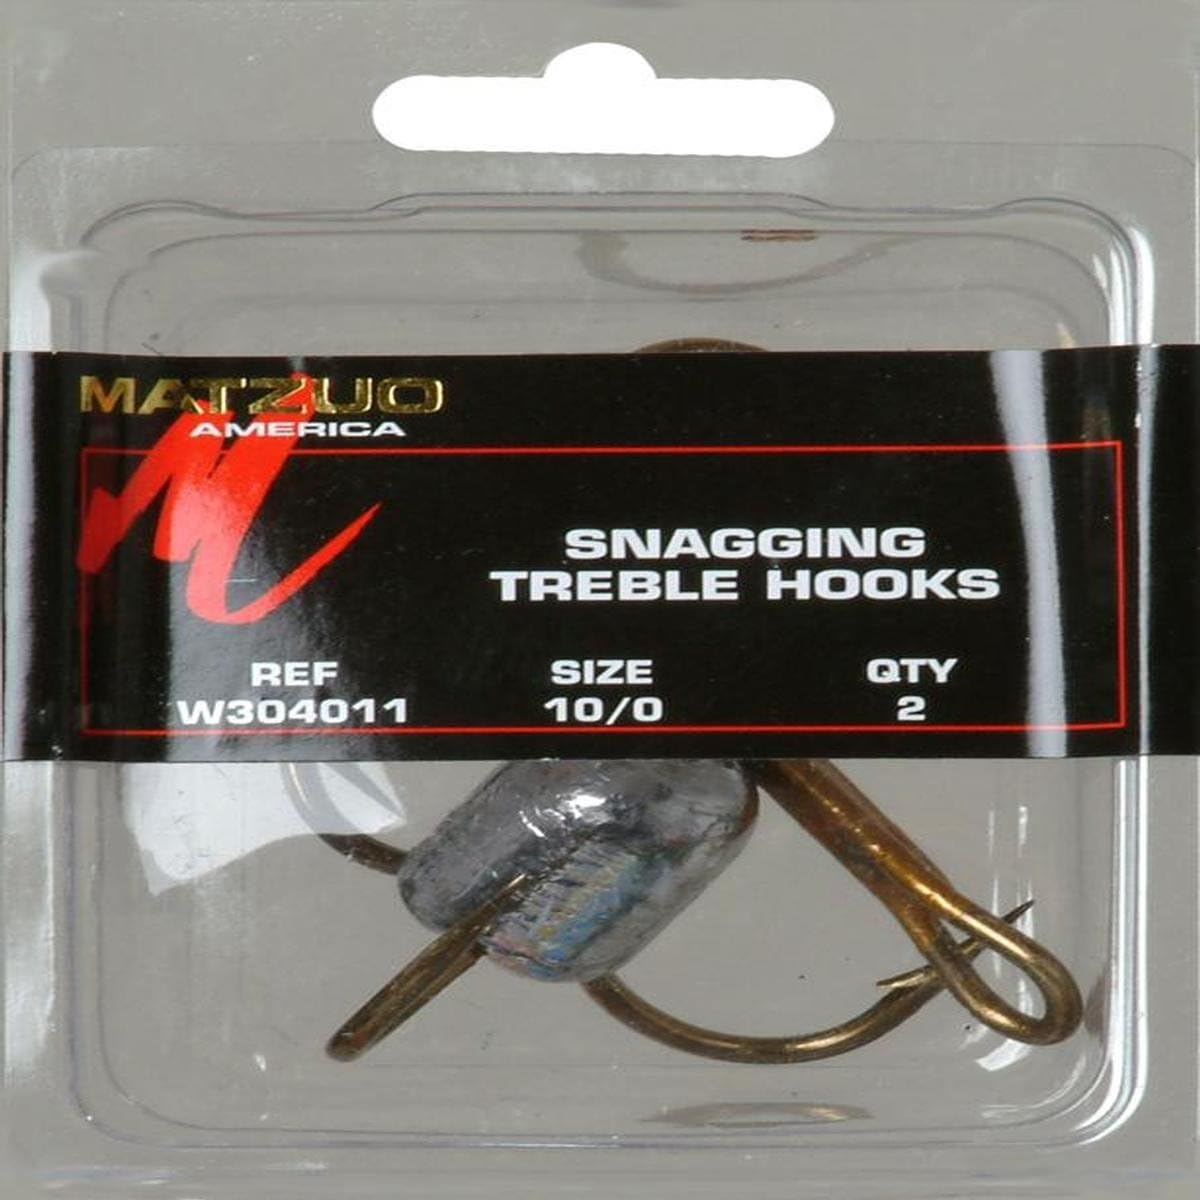 MATZUO
AMERICA
SNAGGING
TREBLE HOOKS
REF SIZE QTY
W304011 10/0 2